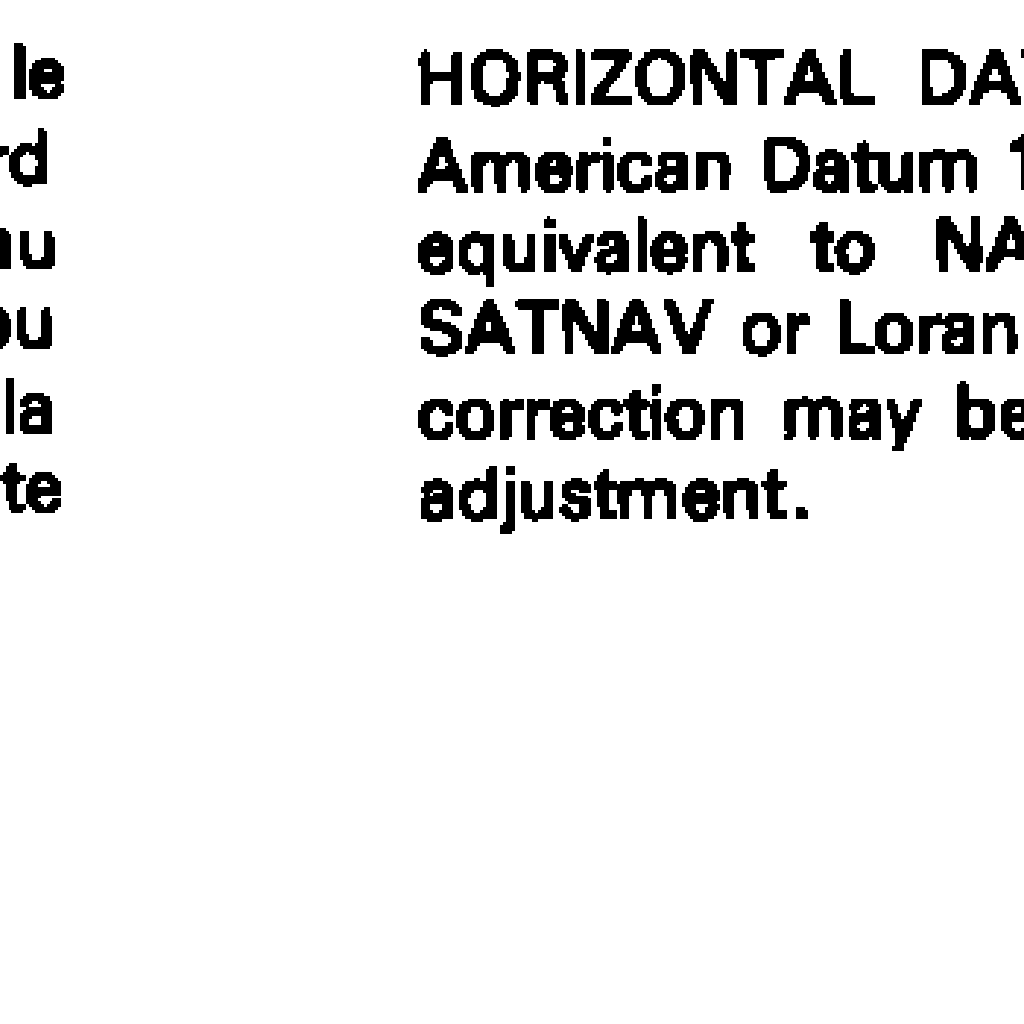 le
rd
au
ou
la
te
HORIZONTAL DAT
American Datum 1
equivalent to NA
SATNAV or Loran
correction may be
adjustment.